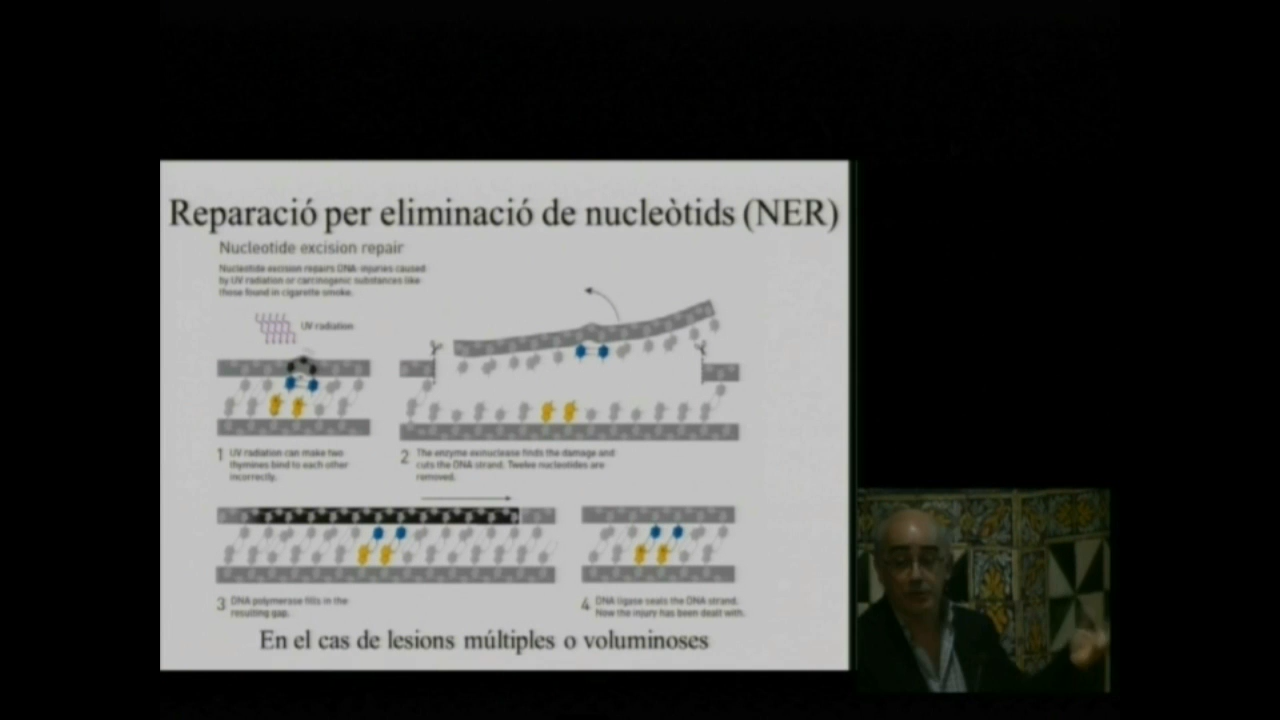 Reparació per eliminació de nucleòtids (NER)
Nucleotide excision repair
Nucleotide excision repairs DNA-injuries caused
by UV radiation or carcinogenic substances like
those found in cigarette smoke.
UV radiation
1 UV radiation can make two
thymines bind to each other
incorrectly.
2 The enzyme exinuclease finds the damage and
cuts the DNA strand. Twelve nucleotides are
removed.
3 DNA polymerase fills in the
resulting gap.
4 DNA ligase seals the DNA strand.
Now the injury has been dealt with.
En el cas de lesions múltiples o voluminoses